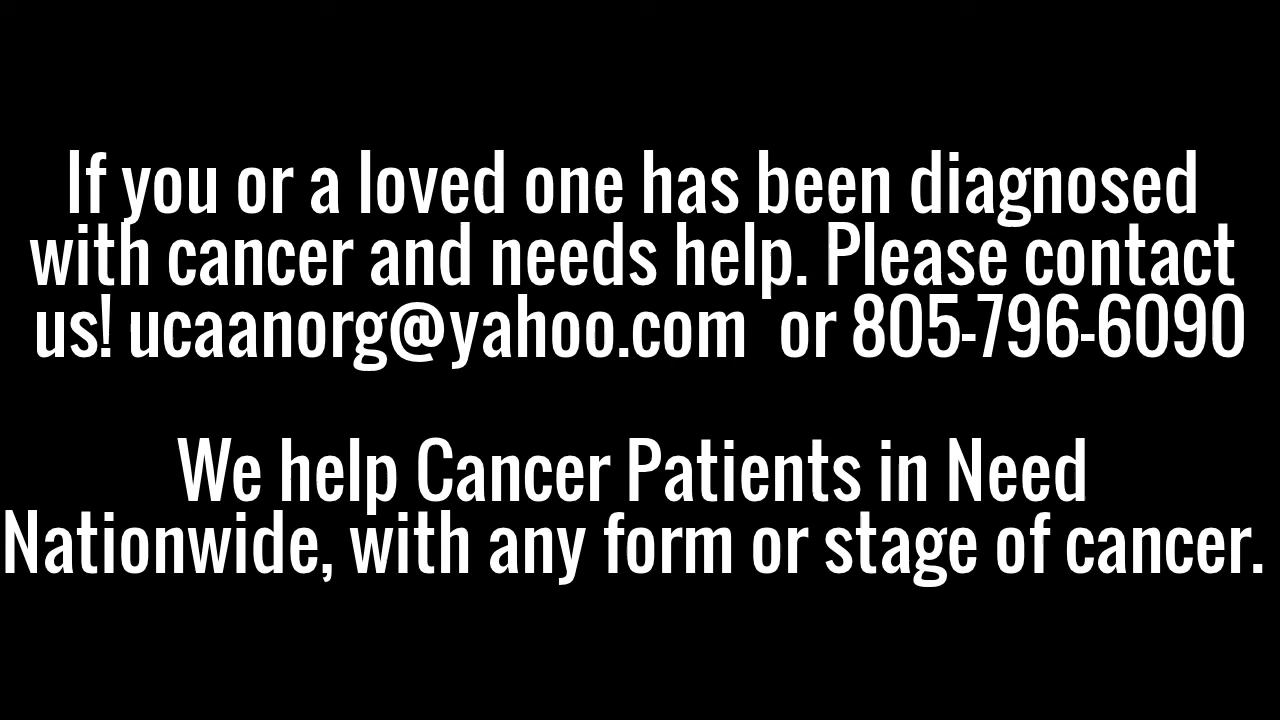 If you or a loved one has been diagnosed
with cancer and needs help. Please contact
us! ucaanorg@yahoo.com or 805-796-6090
We help Cancer Patients in Need
Nationwide, with any form or stage of cancer.